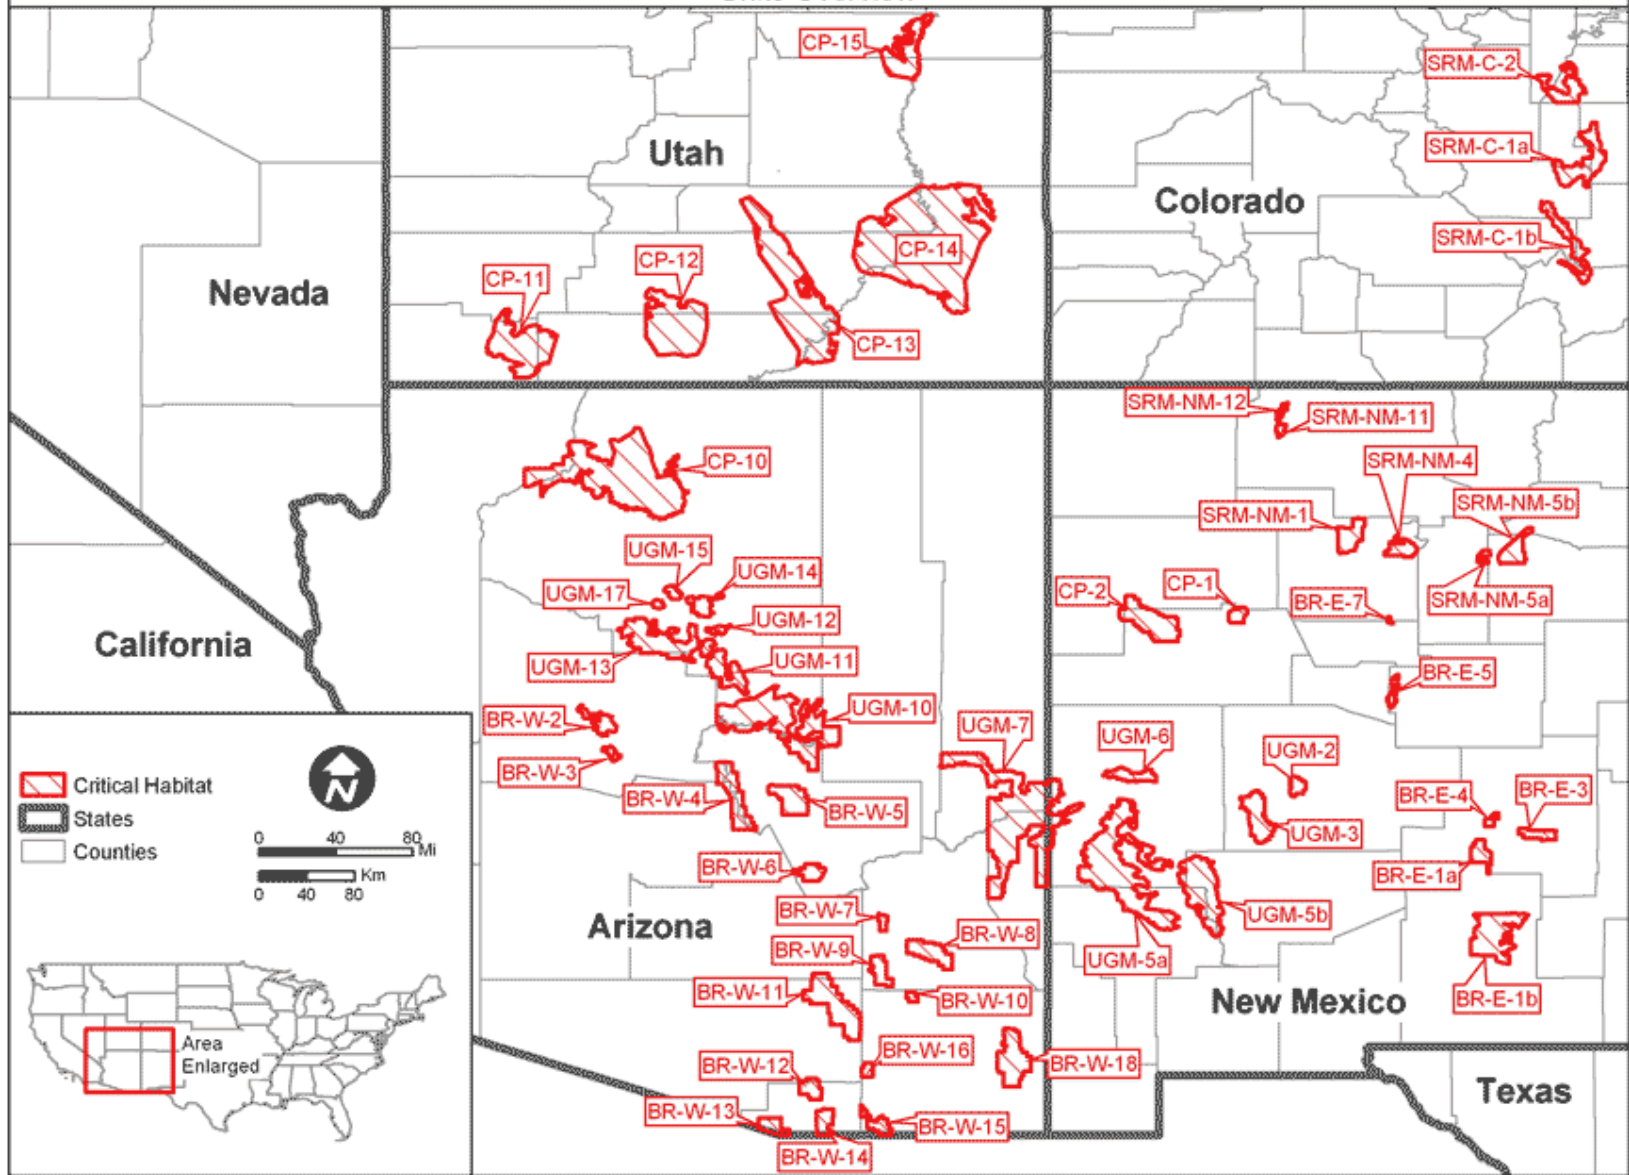 CP-15
SRM-C-2
Utah
SRM-C-1a
Colorado
SRM-C-1b
CP-14
CP-12
CP-11
Nevada
CP-13
SRM-NM-12
SRM-NM-11
CP-10
SRM-NM-4
SRM-NM-5b
SRM-NM-1
UGM-15
UGM-14
UGM-17
CP-2
CP-1
BR-E-7
SRM-NM-5a
UGM-12
California
UGM-13
UGM-11
BR-E-5
UGM-10
BR-W-2
UGM-7
UGM-6
UGM-2
BR-W-3
Critical Habitat
States
Counties
N
0 40 80
Mi
Km
0 40 80
BR-W-4
BR-W-5
BR-E-4
BR-E-3
UGM-3
BR-W-6
BR-E-1a
BR-W-7
Arizona
BR-W-8
UGM-5b
BR-W-9
UGM-5a
BR-W-11
BR-W-10
New Mexico
BR-E-1b
Area
Enlarged
BR-W-16
BR-W-12
BR-W-18
Texas
BR-W-13
BR-W-15
BR-W-14